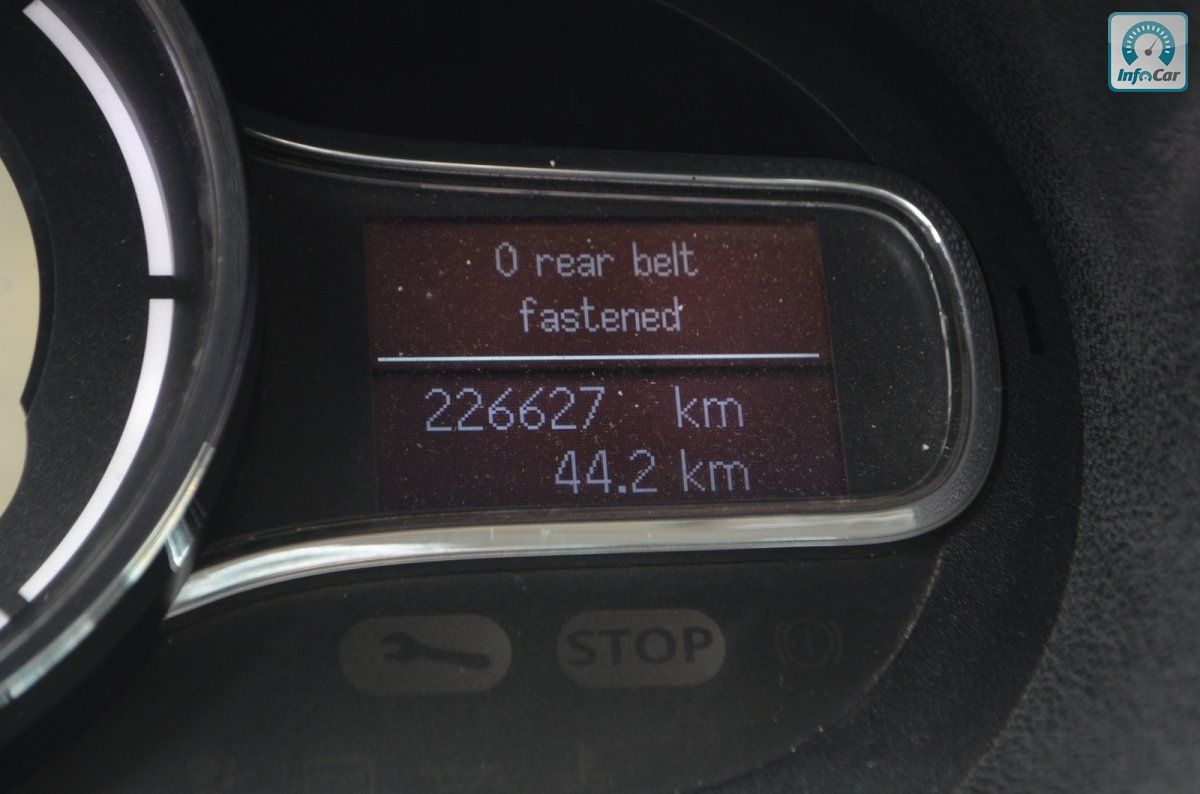 InfoCar
0 rear belt
fastened
226627 km
44.2 km
STOP